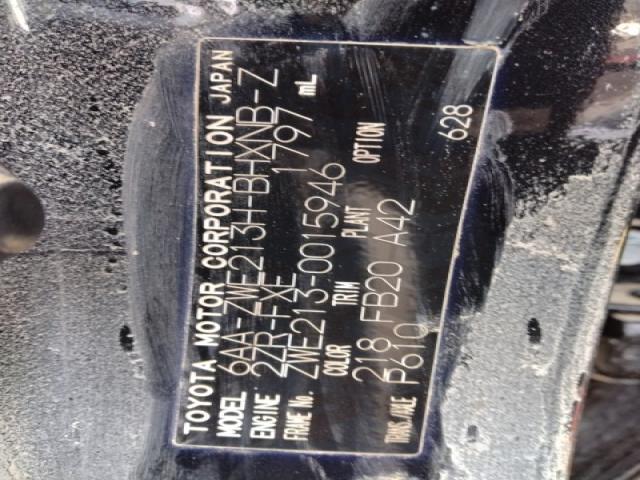 TOYOTA MOTOR CORPORATION JAPAN
MODEL 6AA-ZWE213H-BHXNB-Z
ENGINE 2ZR-FXE 1797 mL
FRAME No. ZWE213-0015946
COLOR TRIM PLANT OPTION
218 FB20 A42
TRANS./AXLE P610 628